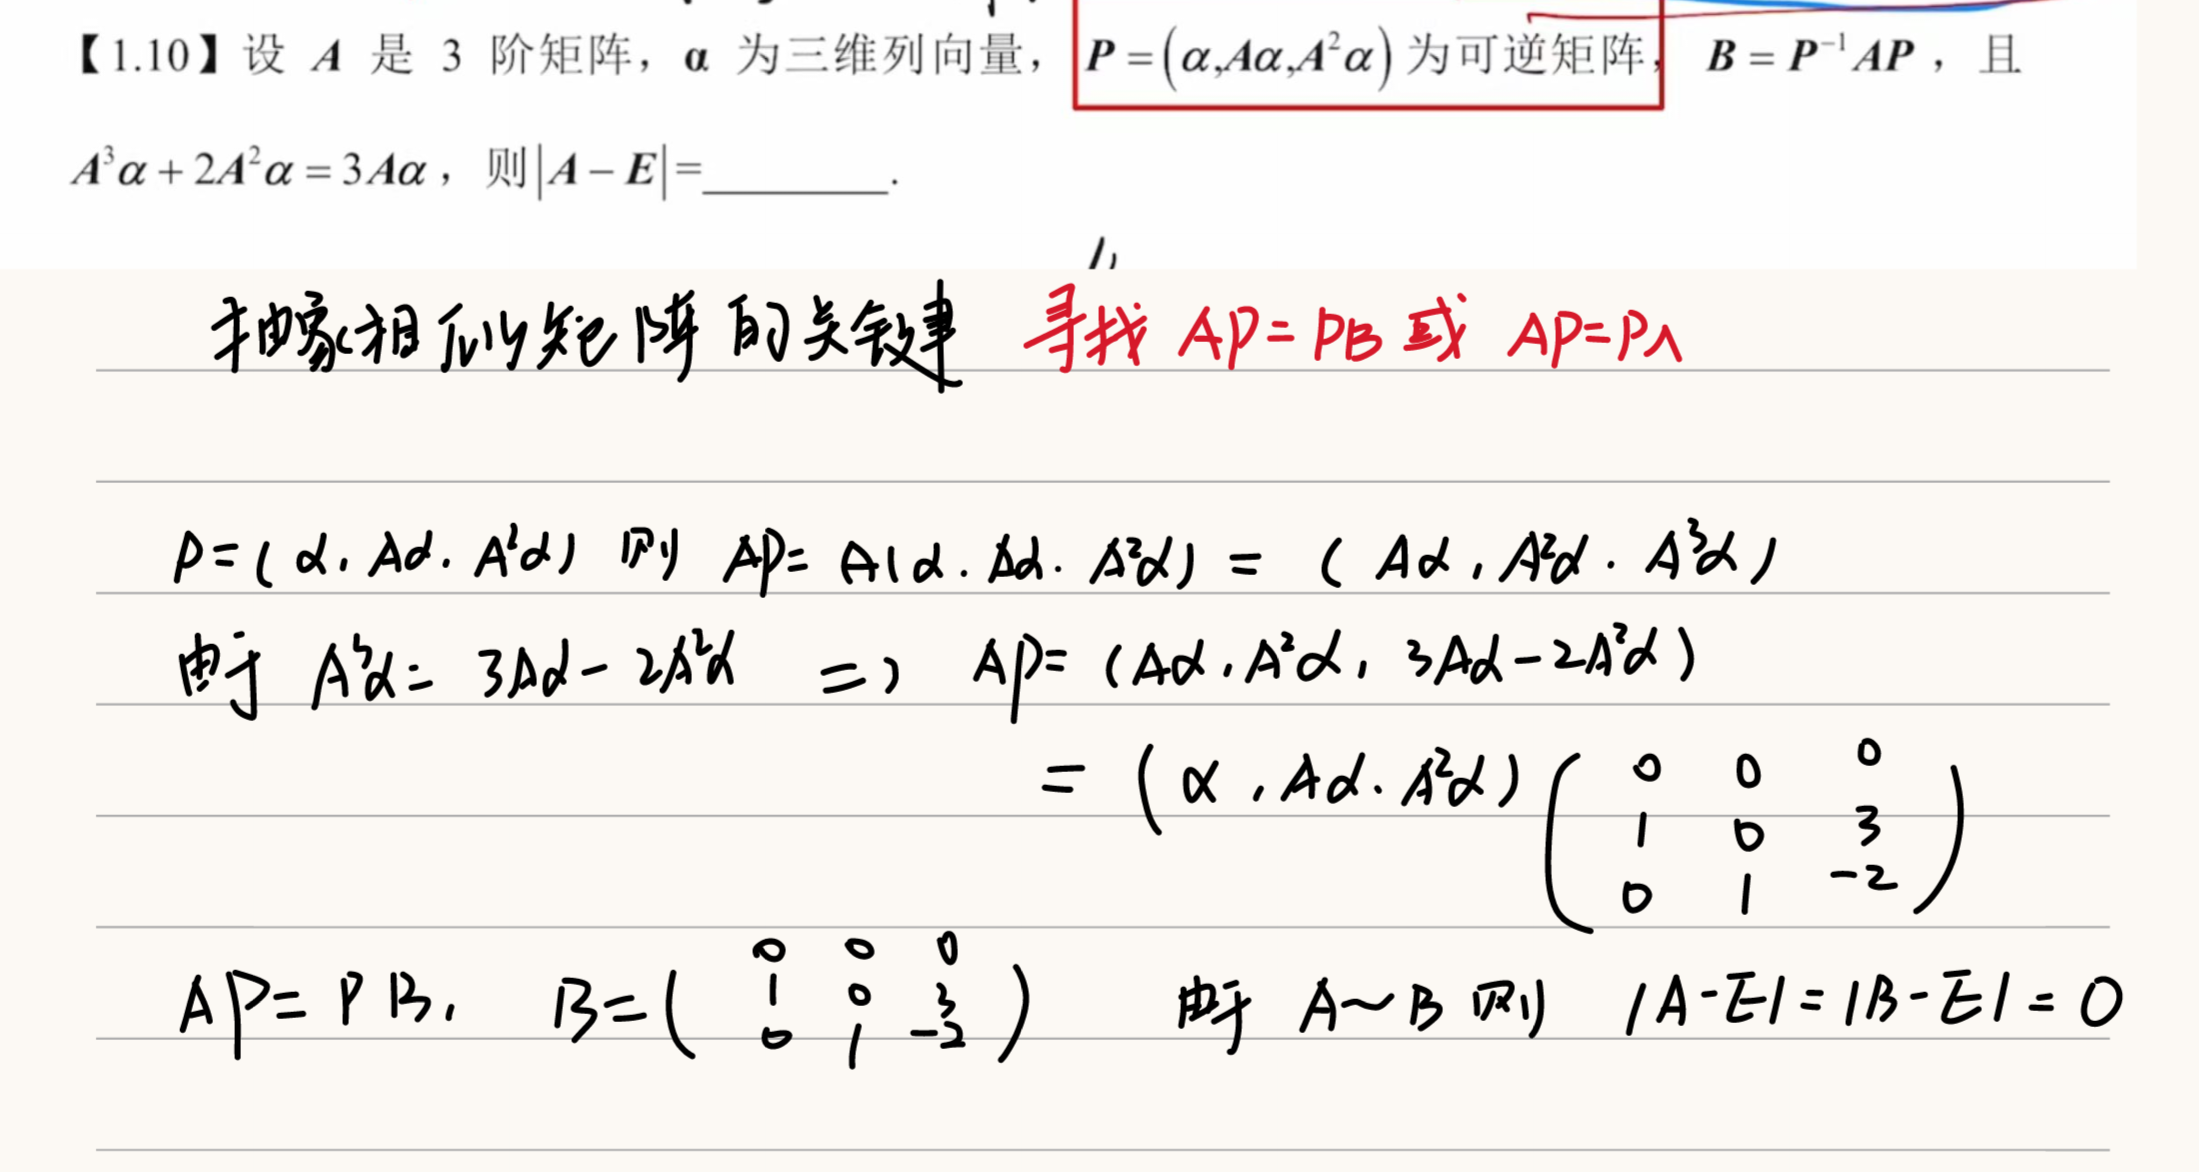 【1.10】设 A 是 3 阶矩阵，α 为三维列向量，P=(α,Aα,A²α)为可逆矩阵，B=P⁻¹AP，且
A³α+2A²α=3Aα，则|A−E|=________.
抽象相似矩阵的关键 寻找 AP=PB 或 AP=PΛ
P=(α, Aα, A²α) 则 AP=A(α, Aα, A²α) = (Aα, A²α, A³α)
由于 A³α= 3Aα-2A²α => AP=(Aα, A²α, 3Aα-2A²α)
= (α, Aα, A²α) ( 0 0 0
1 0 3
0 1 -2 )
AP=PB, B=( 0 0 0
1 0 3
0 1 -2 ) 由于 A~B 则 |A-E|=|B-E|=0